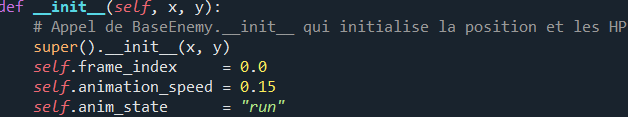 def __init__(self, x, y):
# Appel de BaseEnemy.__init__ qui initialise la position et les HP
super().__init__(x, y)
self.frame_index     = 0.0
self.animation_speed = 0.15
self.anim_state      = "run"